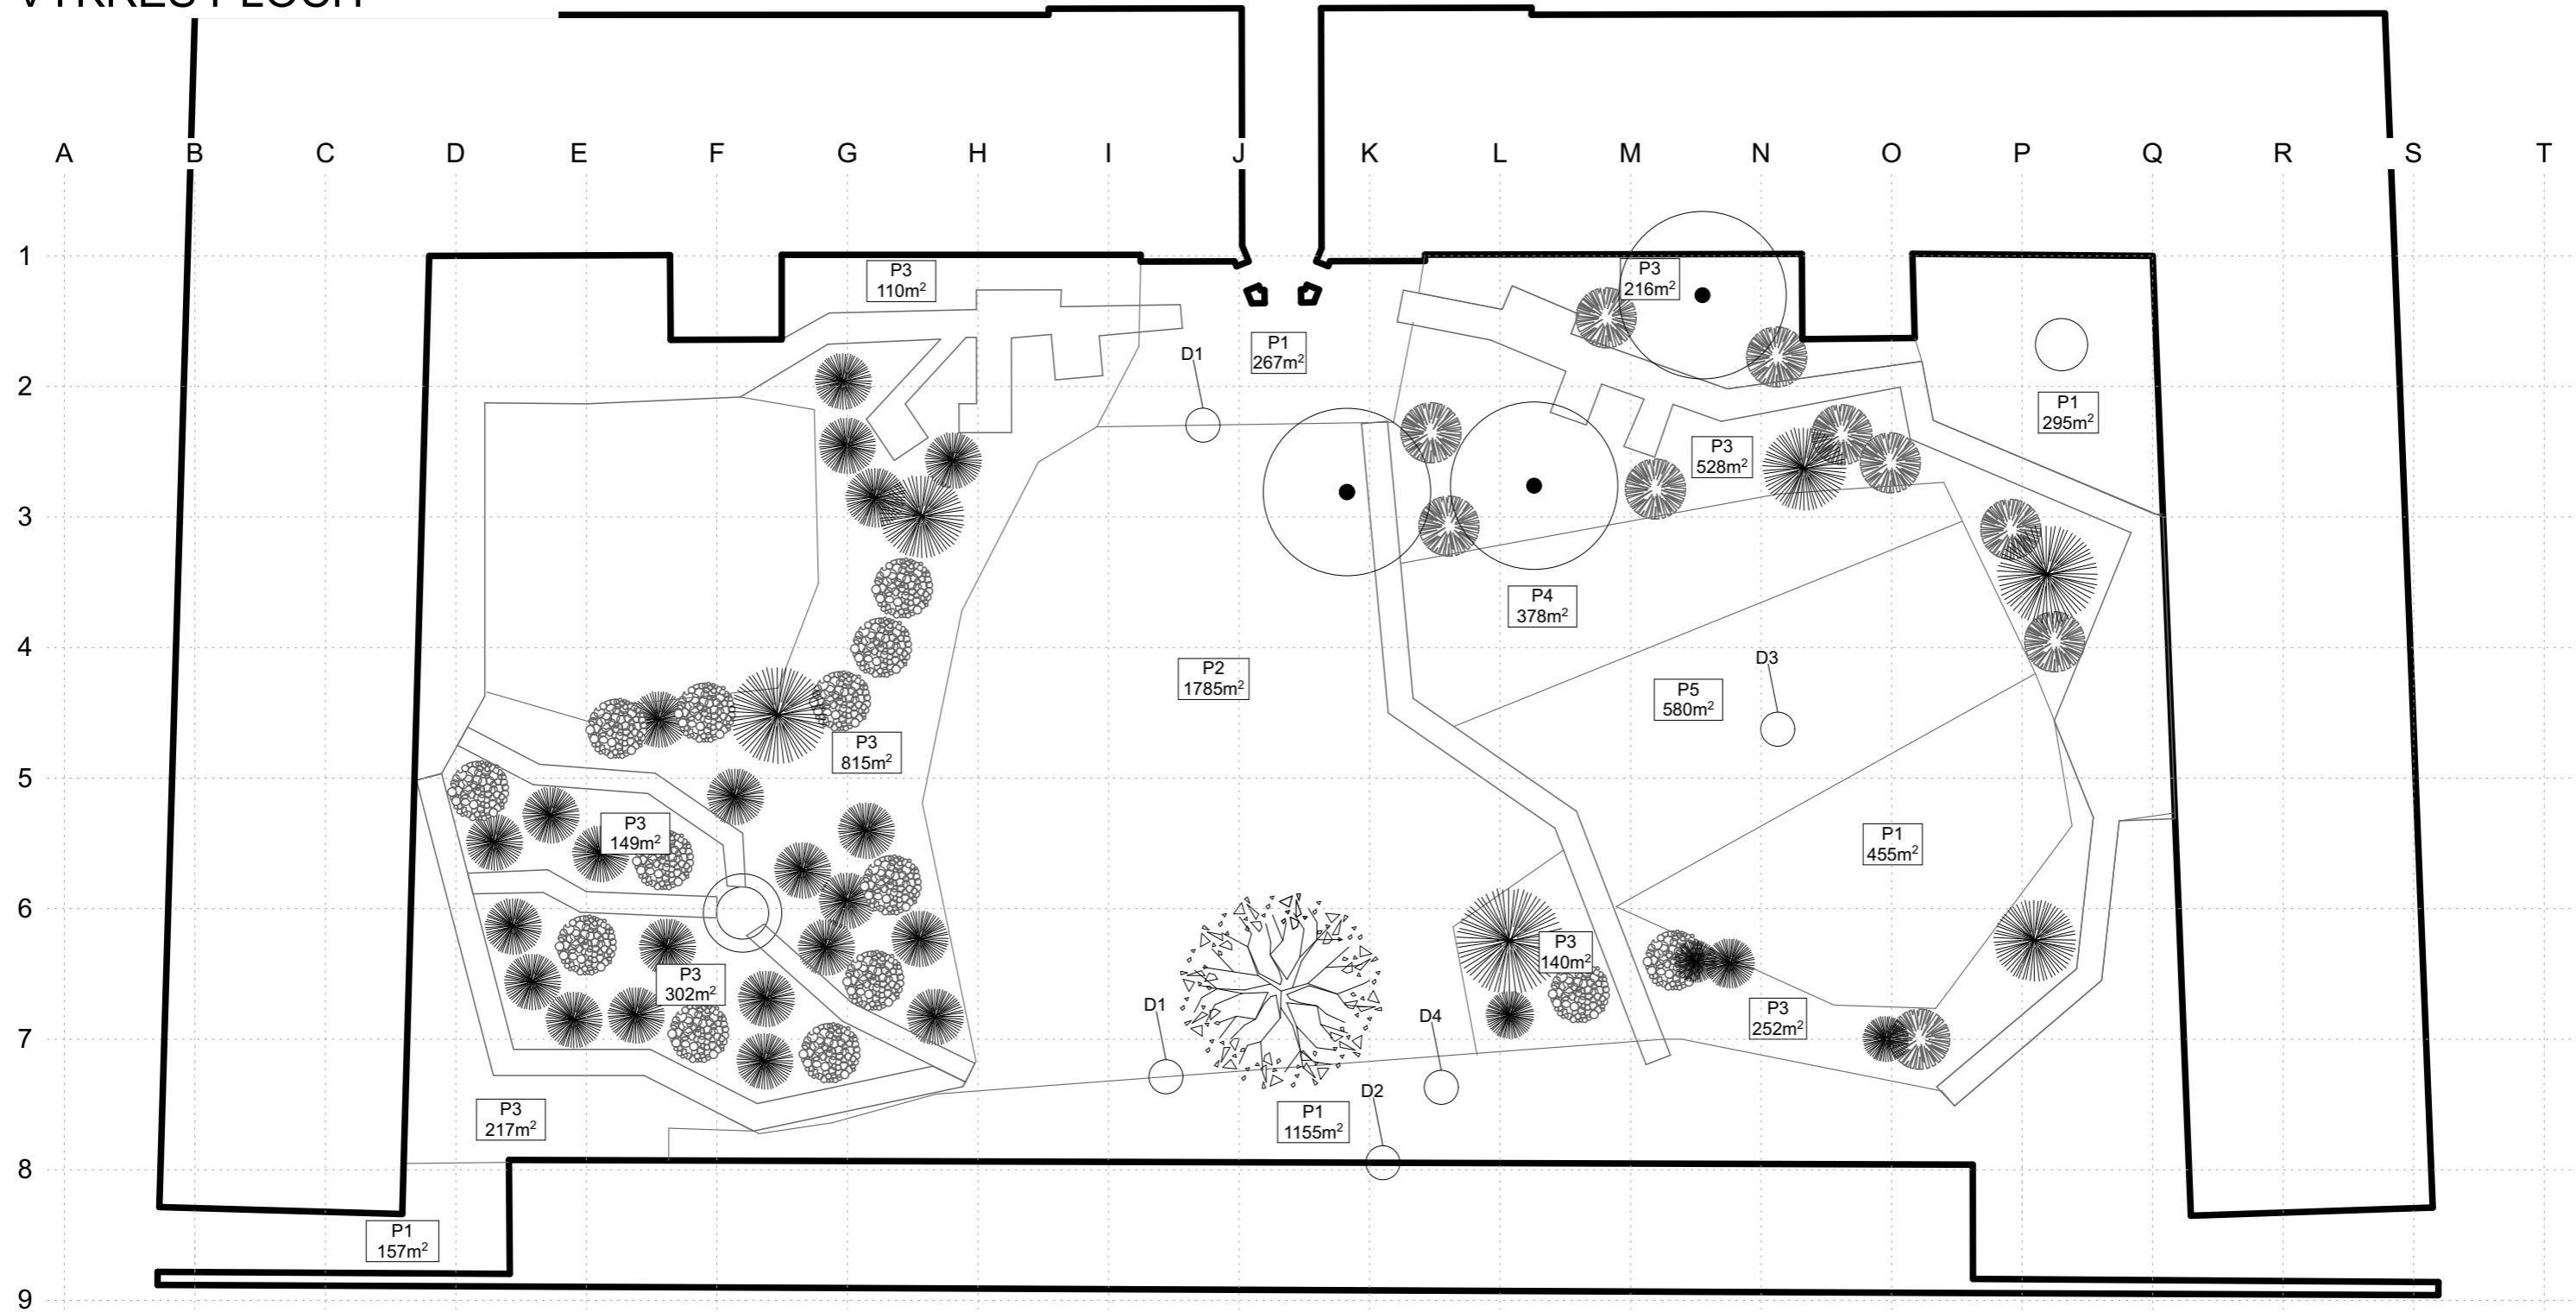 VÝKRES PLOCH
A B C D E F G H I J K L M N O P Q R S T
1
P3
110m²
P3
216m²
P1
267m²
D1
2
P1
295m²
P3
528m²
3
P4
378m²
4
P2
1785m²
D3
P5
580m²
P3
815m²
5
P3
149m²
P1
455m²
6
P3
140m²
P3
302m²
D1
D4
P3
252m²
7
D2
P3
217m²
P1
1155m²
8
P1
157m²
9